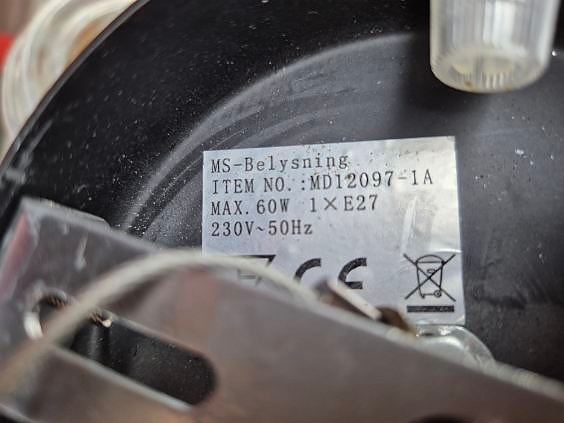 MS-Belysning
ITEM NO.:MD12097-1A
MAX.60W 1×E27
230V~50Hz
CE